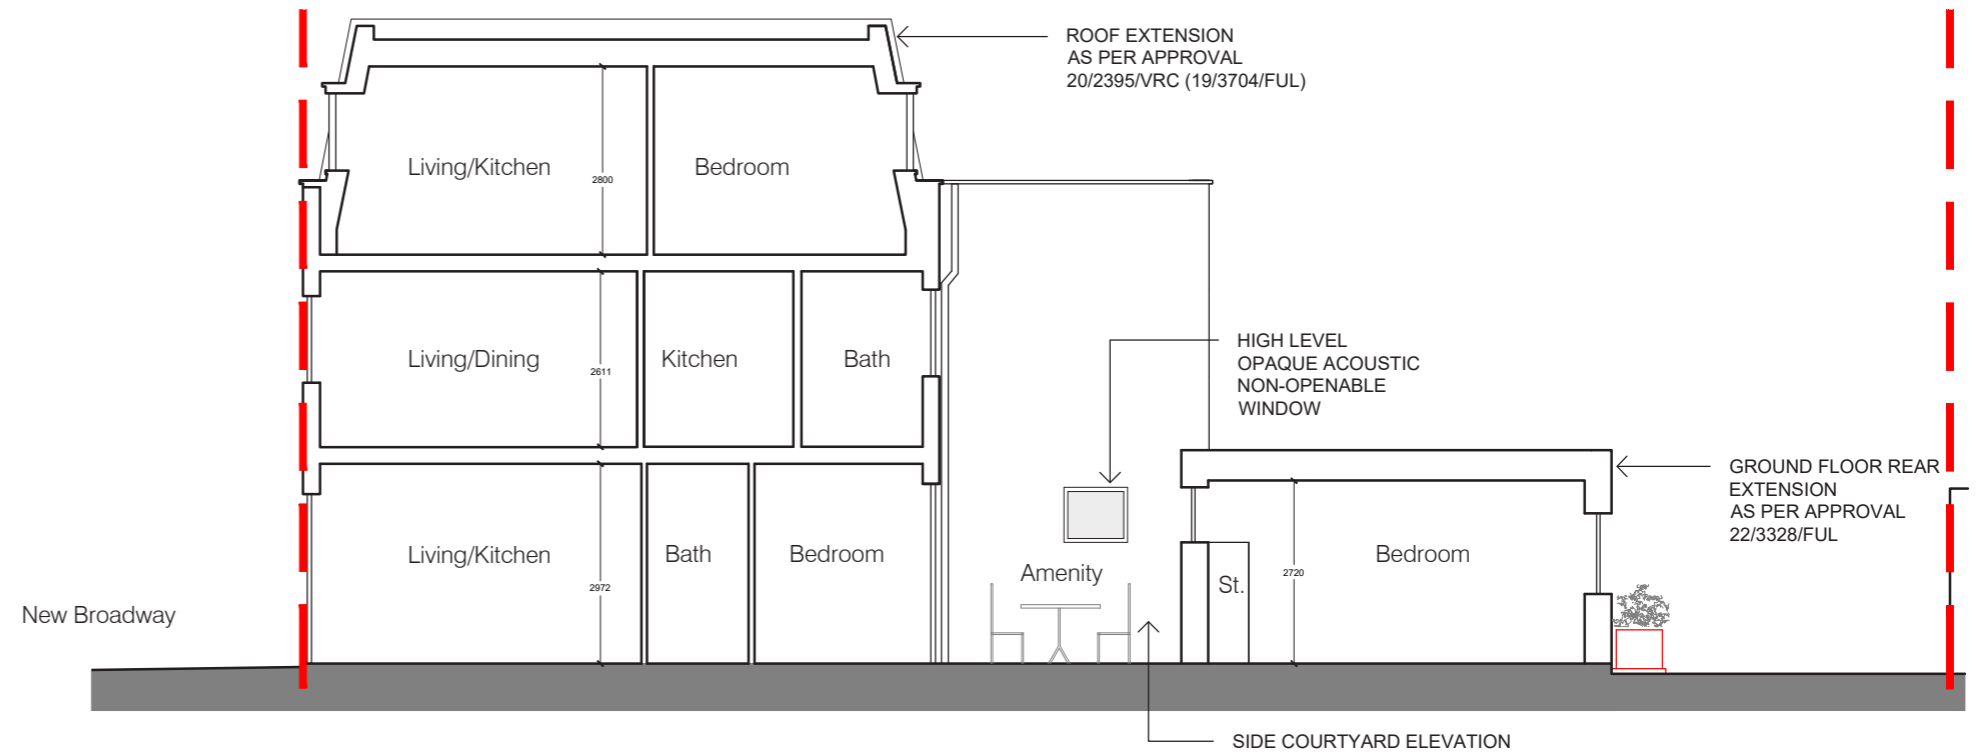 ROOF EXTENSION
AS PER APPROVAL
20/2395/VRC (19/3704/FUL)
Living/Kitchen
2800
Bedroom
HIGH LEVEL
OPAQUE ACOUSTIC
NON-OPENABLE
WINDOW
Living/Dining
2611
Kitchen
Bath
GROUND FLOOR REAR
EXTENSION
AS PER APPROVAL
22/3328/FUL
Living/Kitchen
2972
Bath
Bedroom
Amenity
St.
2720
Bedroom
New Broadway
SIDE COURTYARD ELEVATION